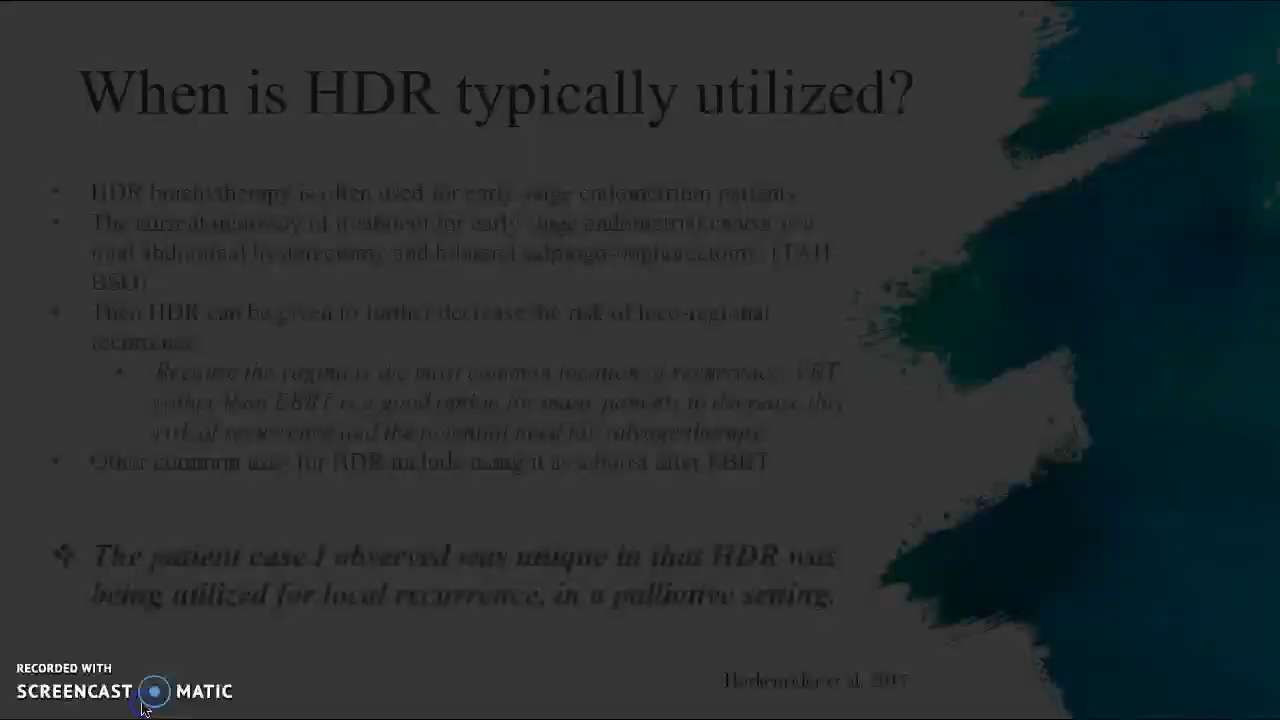 When is HDR typically utilized?
• HDR brachytherapy is often used for early stage endometrium patients.
• The current mainstay of treatment for early stage endometrial cancer is a
total abdominal hysterectomy and bilateral salpingo-oophorectomy. (TAH
BSO)
• Then HDR can be given to further decrease the risk of loco-regional
recurrence
• Because the vagina is the most common location of recurrence, VBT
rather than EBRT is a good option for many patients to decrease this
risk of recurrence and the potential need for salvage therapy.
• Other common uses for HDR include using it as a boost after EBRT
❖ The patient case I observed was unique in that HDR was
being utilized for local recurrence, in a palliative setting.
et al. 2017
RECORDED WITH
SCREENCAST MATIC